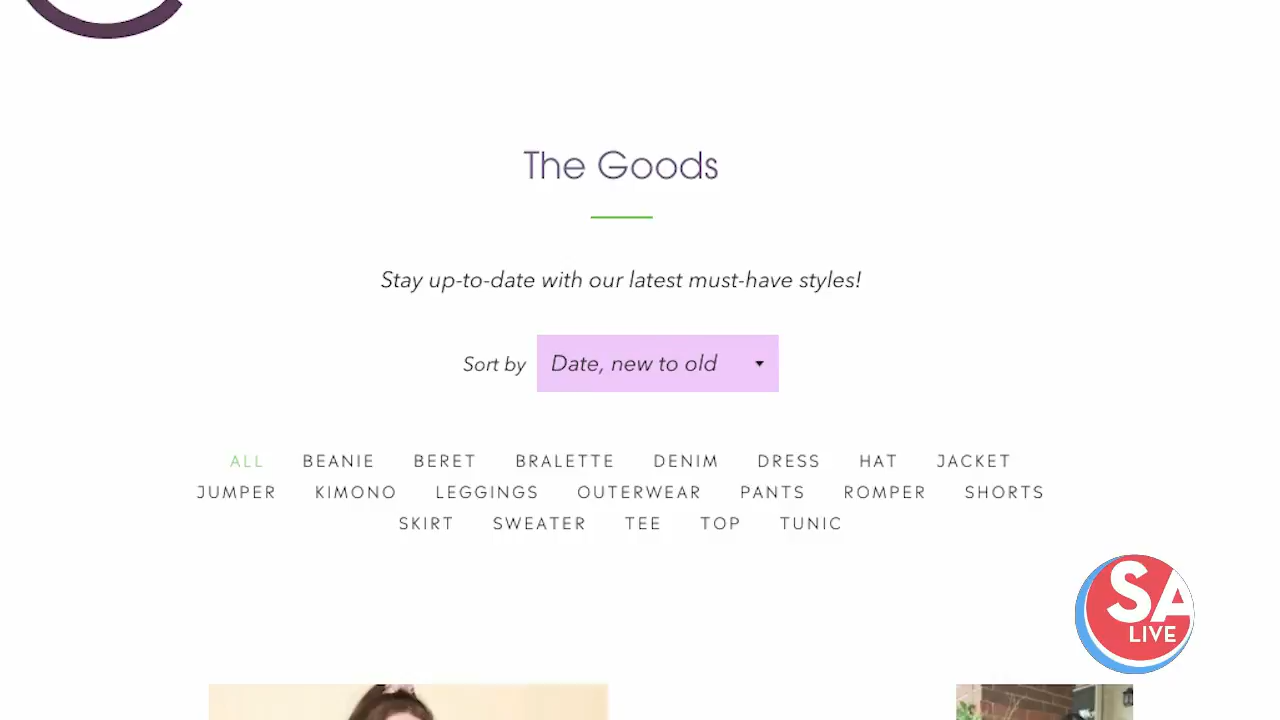 The Goods
Stay up-to-date with our latest must-have styles!
Sort by Date, new to old
ALL BEANIE BERET BRALETTE DENIM DRESS HAT JACKET
JUMPER KIMONO LEGGINGS OUTERWEAR PANTS ROMPER SHORTS
SKIRT SWEATER TEE TOP TUNIC
SA
LIVE